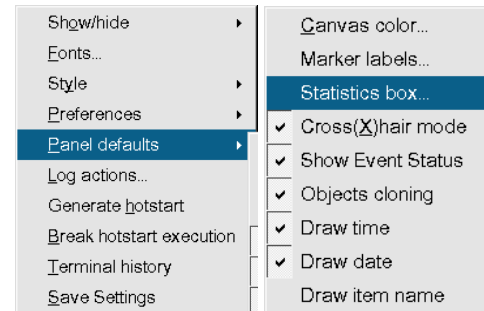 Show/hide
Fonts...
Style
Preferences
Panel defaults
Log actions...
Generate hotstart
Break hotstart execution
Terminal history
Save Settings
Canvas color...
Marker labels...
Statistics box...
Cross(X)hair mode
Show Event Status
Objects cloning
Draw time
Draw date
Draw item name